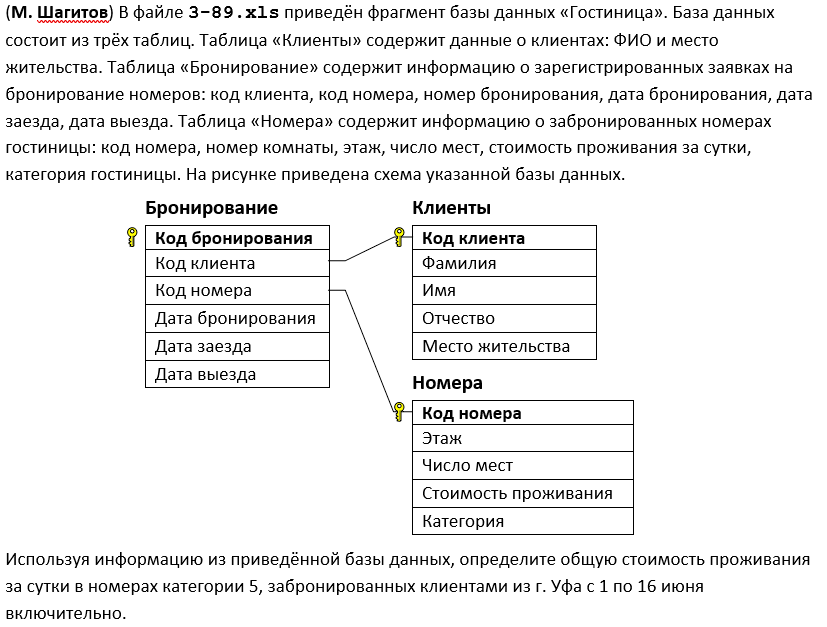 (М. Шагитов) В файле 3-89.xls приведён фрагмент базы данных «Гостиница». База данных
состоит из трёх таблиц. Таблица «Клиенты» содержит данные о клиентах: ФИО и место
жительства. Таблица «Бронирование» содержит информацию о зарегистрированных заявках на
бронирование номеров: код клиента, код номера, номер бронирования, дата бронирования, дата
заезда, дата выезда. Таблица «Номера» содержит информацию о забронированных номерах
гостиницы: код номера, номер комнаты, этаж, число мест, стоимость проживания за сутки,
категория гостиницы. На рисунке приведена схема указанной базы данных.
Бронирование
Код бронирования
Код клиента
Код номера
Дата бронирования
Дата заезда
Дата выезда
Клиенты
Код клиента
Фамилия
Имя
Отчество
Место жительства
Номера
Код номера
Этаж
Число мест
Стоимость проживания
Категория
Используя информацию из приведённой базы данных, определите общую стоимость проживания
за сутки в номерах категории 5, забронированных клиентами из г. Уфа с 1 по 16 июня
включительно.